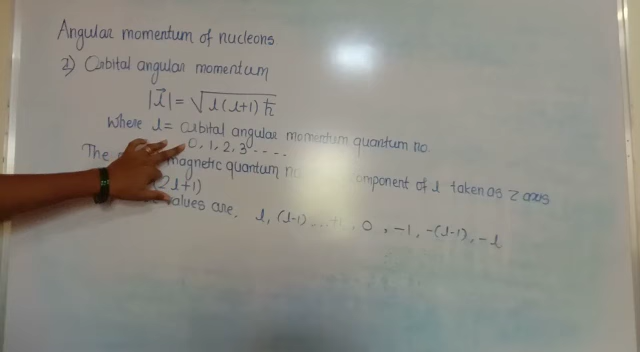 Angular momentum of nucleons
2) Orbital angular momentum
|l⃗| = √l(l+1) ħ
Where l = orbital angular momentum quantum no.
0, 1, 2, 3 ....
The magnetic quantum component of l taken as z axis
(2l+1)
values are, l, (l-1) ... , 0, -1, -(l-1), -l